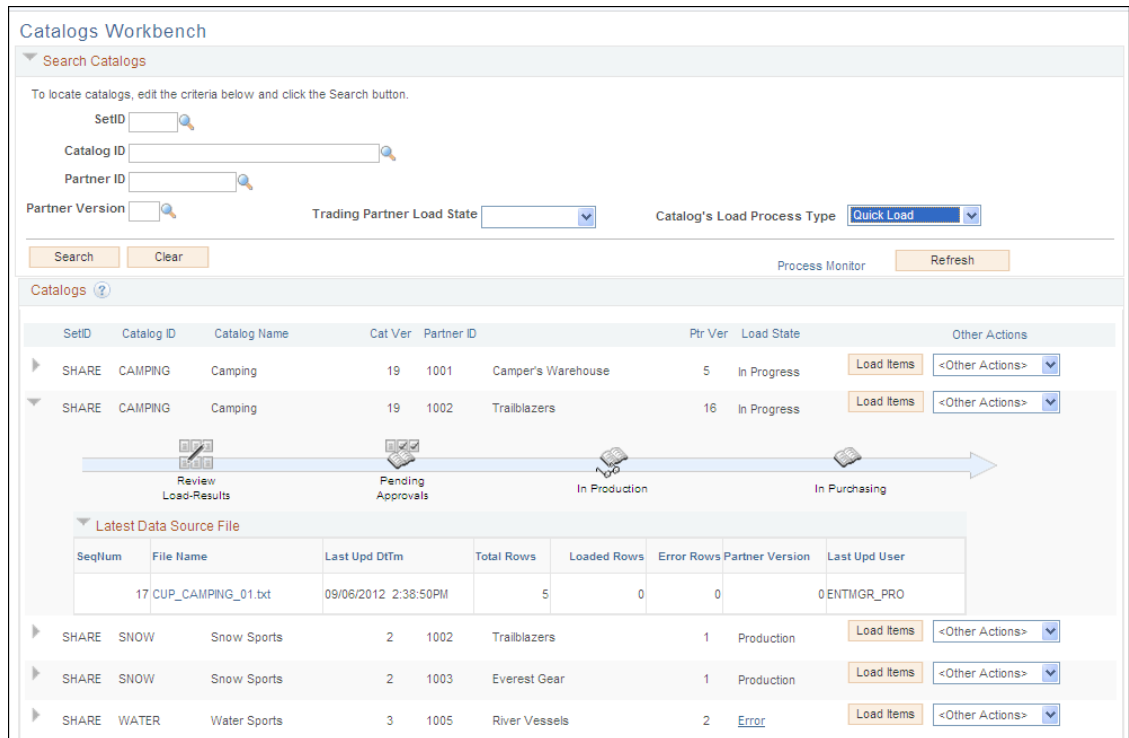 Catalogs Workbench
Search Catalogs
To locate catalogs, edit the criteria below and click the Search button.
SetID
Catalog ID
Partner ID
Partner Version Trading Partner Load State Catalog's Load Process Type Quick Load
Search Clear Process Monitor Refresh
Catalogs ?
SetID Catalog ID Catalog Name Cat Ver Partner ID Ptr Ver Load State Other Actions
SHARE CAMPING Camping 19 1001 Camper's Warehouse 5 In Progress Load Items <Other Actions>
SHARE CAMPING Camping 19 1002 Trailblazers 16 In Progress Load Items <Other Actions>
Review Load-Results
Pending Approvals
In Production
In Purchasing
Latest Data Source File
SeqNum File Name Last Upd DtTm Total Rows Loaded Rows Error Rows Partner Version Last Upd User
17 CUP_CAMPING_01.txt 09/06/2012 2:38:50PM 5 0 0 0 ENTMGR_PRO
SHARE SNOW Snow Sports 2 1002 Trailblazers 1 Production Load Items <Other Actions>
SHARE SNOW Snow Sports 2 1003 Everest Gear 1 Production Load Items <Other Actions>
SHARE WATER Water Sports 3 1005 River Vessels 2 Error Load Items <Other Actions>